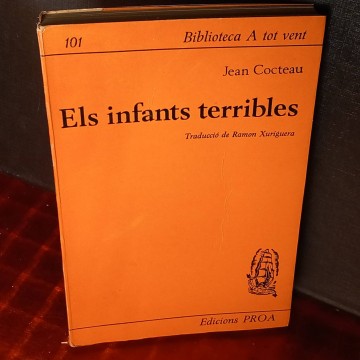 101 Biblioteca A tot vent
Jean Cocteau
Els infants terribles
Traducció de Ramon Xuriguera
Edicions PROA